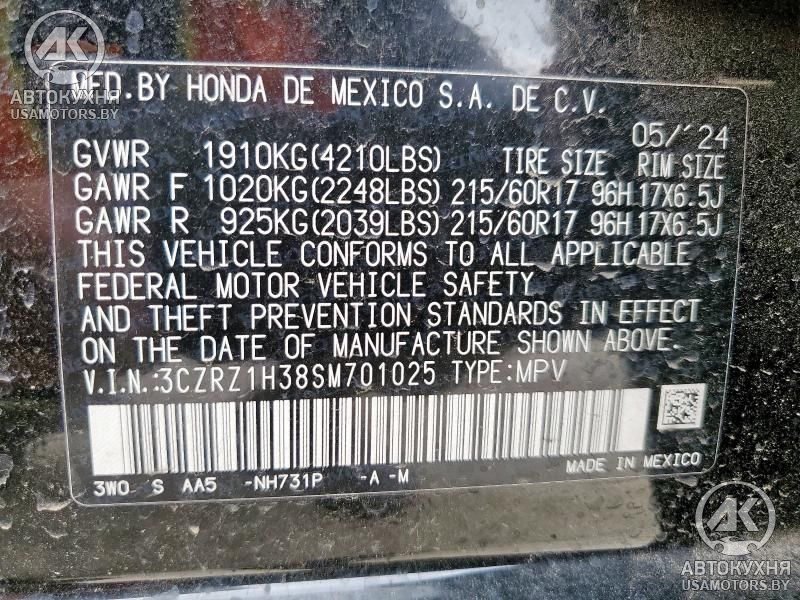 AK
АВТОКУХНЯ
USAMOTORS.BY
MFD.BY HONDA DE MEXICO S.A. DE C.V.
05/'24
GVWR 1910KG(4210LBS) TIRE SIZE RIM SIZE
GAWR F 1020KG(2248LBS) 215/60R17 96H 17X6.5J
GAWR R 925KG(2039LBS) 215/60R17 96H 17X6.5J
THIS VEHICLE CONFORMS TO ALL APPLICABLE
FEDERAL MOTOR VEHICLE SAFETY
AND THEFT PREVENTION STANDARDS IN EFFECT
ON THE DATE OF MANUFACTURE SHOWN ABOVE.
V.I.N.:3CZRZ1H38SM701025 TYPE:MPV
3W0 S AA5 -NH731P -A -M
MADE IN MEXICO
AK
АВТОКУХНЯ
USAMOTORS.BY